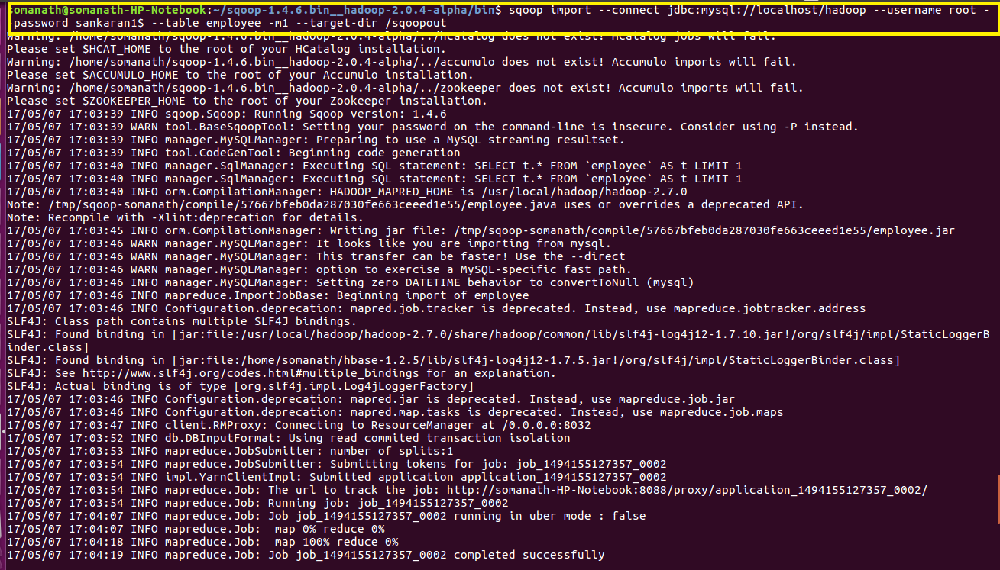 somanath@somanath-HP-Notebook:~/sqoop-1.4.6.bin__hadoop-2.0.4-alpha/bin$ sqoop import --connect jdbc:mysql://localhost/hadoop --username root -
password sankaran1$ --table employee -m1 --target-dir /sqoopout
Warning: /home/somanath/sqoop-1.4.6.bin__hadoop-2.0.4-alpha/../hcatalog does not exist! HCatalog jobs will fail.
Please set $HCAT_HOME to the root of your HCatalog installation.
Warning: /home/somanath/sqoop-1.4.6.bin__hadoop-2.0.4-alpha/../accumulo does not exist! Accumulo imports will fail.
Please set $ACCUMULO_HOME to the root of your Accumulo installation.
Warning: /home/somanath/sqoop-1.4.6.bin__hadoop-2.0.4-alpha/../zookeeper does not exist! Accumulo imports will fail.
Please set $ZOOKEEPER_HOME to the root of your Zookeeper installation.
17/05/07 17:03:39 INFO sqoop.Sqoop: Running Sqoop version: 1.4.6
17/05/07 17:03:39 WARN tool.BaseSqoopTool: Setting your password on the command-line is insecure. Consider using -P instead.
17/05/07 17:03:39 INFO manager.MySQLManager: Preparing to use a MySQL streaming resultset.
17/05/07 17:03:39 INFO tool.CodeGenTool: Beginning code generation
17/05/07 17:03:40 INFO manager.SqlManager: Executing SQL statement: SELECT t.* FROM `employee` AS t LIMIT 1
17/05/07 17:03:40 INFO manager.SqlManager: Executing SQL statement: SELECT t.* FROM `employee` AS t LIMIT 1
17/05/07 17:03:40 INFO orm.CompilationManager: HADOOP_MAPRED_HOME is /usr/local/hadoop/hadoop-2.7.0
Note: /tmp/sqoop-somanath/compile/57667bfeb0da287030fe663ceeed1e55/employee.java uses or overrides a deprecated API.
Note: Recompile with -Xlint:deprecation for details.
17/05/07 17:03:45 INFO orm.CompilationManager: Writing jar file: /tmp/sqoop-somanath/compile/57667bfeb0da287030fe663ceeed1e55/employee.jar
17/05/07 17:03:46 WARN manager.MySQLManager: It looks like you are importing from mysql.
17/05/07 17:03:46 WARN manager.MySQLManager: This transfer can be faster! Use the --direct
17/05/07 17:03:46 WARN manager.MySQLManager: option to exercise a MySQL-specific fast path.
17/05/07 17:03:46 INFO manager.MySQLManager: Setting zero DATETIME behavior to convertToNull (mysql)
17/05/07 17:03:46 INFO mapreduce.ImportJobBase: Beginning import of employee
17/05/07 17:03:46 INFO Configuration.deprecation: mapred.job.tracker is deprecated. Instead, use mapreduce.jobtracker.address
SLF4J: Class path contains multiple SLF4J bindings.
SLF4J: Found binding in [jar:file:/usr/local/hadoop/hadoop-2.7.0/share/hadoop/common/lib/slf4j-log4j12-1.7.10.jar!/org/slf4j/impl/StaticLoggerB
inder.class]
SLF4J: Found binding in [jar:file:/home/somanath/hbase-1.2.5/lib/slf4j-log4j12-1.7.5.jar!/org/slf4j/impl/StaticLoggerBinder.class]
SLF4J: See http://www.slf4j.org/codes.html#multiple_bindings for an explanation.
SLF4J: Actual binding is of type [org.slf4j.impl.Log4jLoggerFactory]
17/05/07 17:03:46 INFO Configuration.deprecation: mapred.jar is deprecated. Instead, use mapreduce.job.jar
17/05/07 17:03:46 INFO Configuration.deprecation: mapred.map.tasks is deprecated. Instead, use mapreduce.job.maps
17/05/07 17:03:47 INFO client.RMProxy: Connecting to ResourceManager at /0.0.0.0:8032
17/05/07 17:03:52 INFO db.DBInputFormat: Using read commited transaction isolation
17/05/07 17:03:53 INFO mapreduce.JobSubmitter: number of splits:1
17/05/07 17:03:54 INFO mapreduce.JobSubmitter: Submitting tokens for job: job_1494155127357_0002
17/05/07 17:03:54 INFO impl.YarnClientImpl: Submitted application application_1494155127357_0002
17/05/07 17:03:54 INFO mapreduce.Job: The url to track the job: http://somanath-HP-Notebook:8088/proxy/application_1494155127357_0002/
17/05/07 17:03:54 INFO mapreduce.Job: Running job: job_1494155127357_0002
17/05/07 17:04:07 INFO mapreduce.Job: Job job_1494155127357_0002 running in uber mode : false
17/05/07 17:04:07 INFO mapreduce.Job:  map 0% reduce 0%
17/05/07 17:04:18 INFO mapreduce.Job:  map 100% reduce 0%
17/05/07 17:04:19 INFO mapreduce.Job: Job job_1494155127357_0002 completed successfully